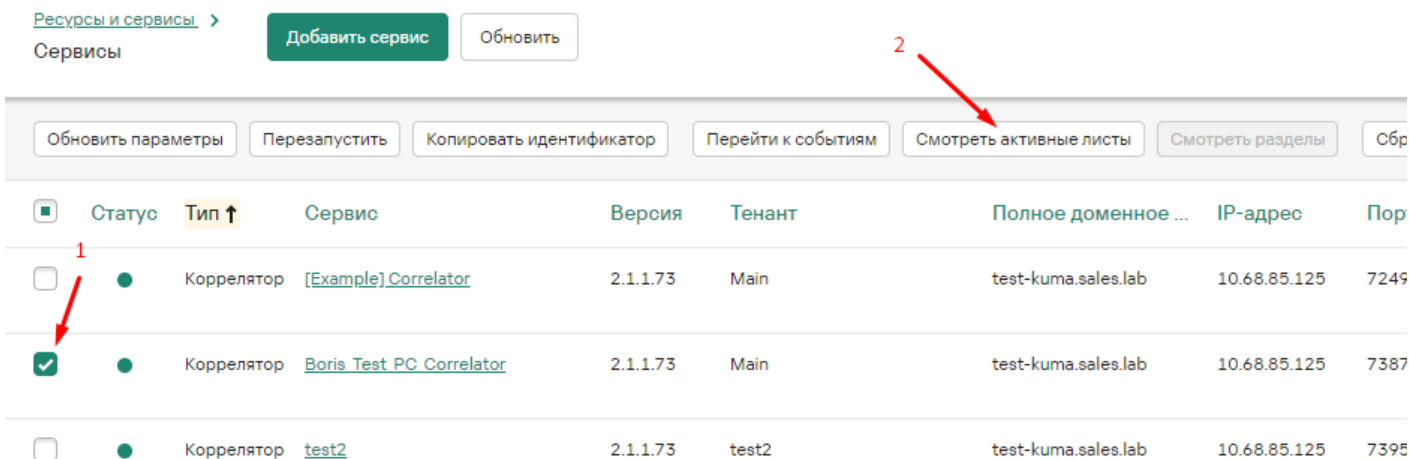 Ресурсы и сервисы >
Сервисы
Добавить сервис
Обновить
2
Обновить параметры Перезапустить Копировать идентификатор Перейти к событиям Смотреть активные листы Смотреть разделы Сбр
Статус Тип ↑ Сервис Версия Тенант Полное доменное ... IP-адрес Порт
1
Коррелятор [Example] Correlator 2.1.1.73 Main test-kuma.sales.lab 10.68.85.125 7249
Коррелятор Boris Test PC Correlator 2.1.1.73 Main test-kuma.sales.lab 10.68.85.125 7387
Коррелятор test2 2.1.1.73 test2 test-kuma.sales.lab 10.68.85.125 7395